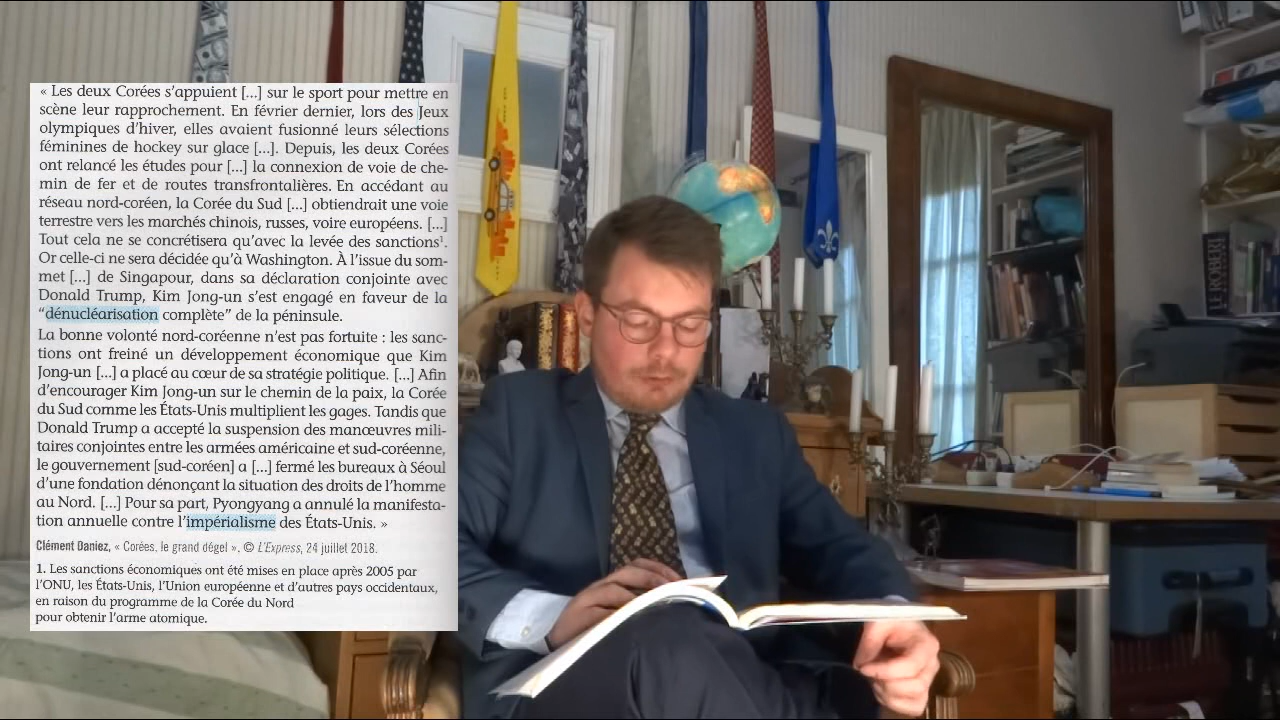 « Les deux Corées s'appuient [...] sur le sport pour mettre en
scène leur rapprochement. En février dernier, lors des Jeux
olympiques d'hiver, elles avaient fusionné leurs sélections
féminines de hockey sur glace [...]. Depuis, les deux Corées
ont relancé les études pour [...] la connexion de voie de che-
min de fer et de routes transfrontalières. En accédant au
réseau nord-coréen, la Corée du Sud [...] obtiendrait une voie
terrestre vers les marchés chinois, russes, voire européens. [...]
Tout cela ne se concrétisera qu'avec la levée des sanctions¹.
Or celle-ci ne sera décidée qu'à Washington. À l'issue du som-
met [...] de Singapour, dans sa déclaration conjointe avec
Donald Trump, Kim Jong-un s'est engagé en faveur de la
“dénucléarisation complète” de la péninsule.
La bonne volonté nord-coréenne n'est pas fortuite : les sanc-
tions ont freiné un développement économique que Kim
Jong-un [...] a placé au cœur de sa stratégie politique. [...] Afin
d'encourager Kim Jong-un sur le chemin de la paix, la Corée
du Sud comme les États-Unis multiplient les gages. Tandis que
Donald Trump a accepté la suspension des manœuvres mili-
taires conjointes entre les armées américaine et sud-coréenne,
le gouvernement [sud-coréen] a [...] fermé les bureaux à Séoul
d'une fondation dénonçant la situation des droits de l'homme
au Nord. [...] Pour sa part, Pyongyang a annulé la manifesta-
tion annuelle contre l'impérialisme des États-Unis. »
Clément Daniez, « Corées, le grand dégel », © L'Express, 24 juillet 2018.
1. Les sanctions économiques ont été mises en place après 2005 par
l'ONU, les États-Unis, l'Union européenne et d'autres pays occidentaux,
en raison du programme de la Corée du Nord
pour obtenir l'arme atomique.
LE ROBERT